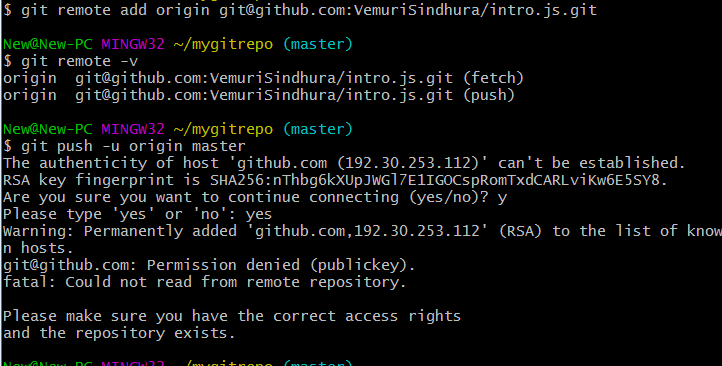 $ git remote add origin git@github.com:VemuriSindhura/intro.js.git
New@New-PC MINGW32 ~/mygitrepo (master)
$ git remote -v
origin  git@github.com:VemuriSindhura/intro.js.git (fetch)
origin  git@github.com:VemuriSindhura/intro.js.git (push)
New@New-PC MINGW32 ~/mygitrepo (master)
$ git push -u origin master
The authenticity of host 'github.com (192.30.253.112)' can't be established.
RSA key fingerprint is SHA256:nThbg6kXUpJWGl7E1IGOCspRomTxdCARLviKw6E5SY8.
Are you sure you want to continue connecting (yes/no)? y
Please type 'yes' or 'no': yes
Warning: Permanently added 'github.com,192.30.253.112' (RSA) to the list of know
n hosts.
git@github.com: Permission denied (publickey).
fatal: Could not read from remote repository.
Please make sure you have the correct access rights
and the repository exists.
New@New-PC MINGW32 ~/mygitrepo (master)